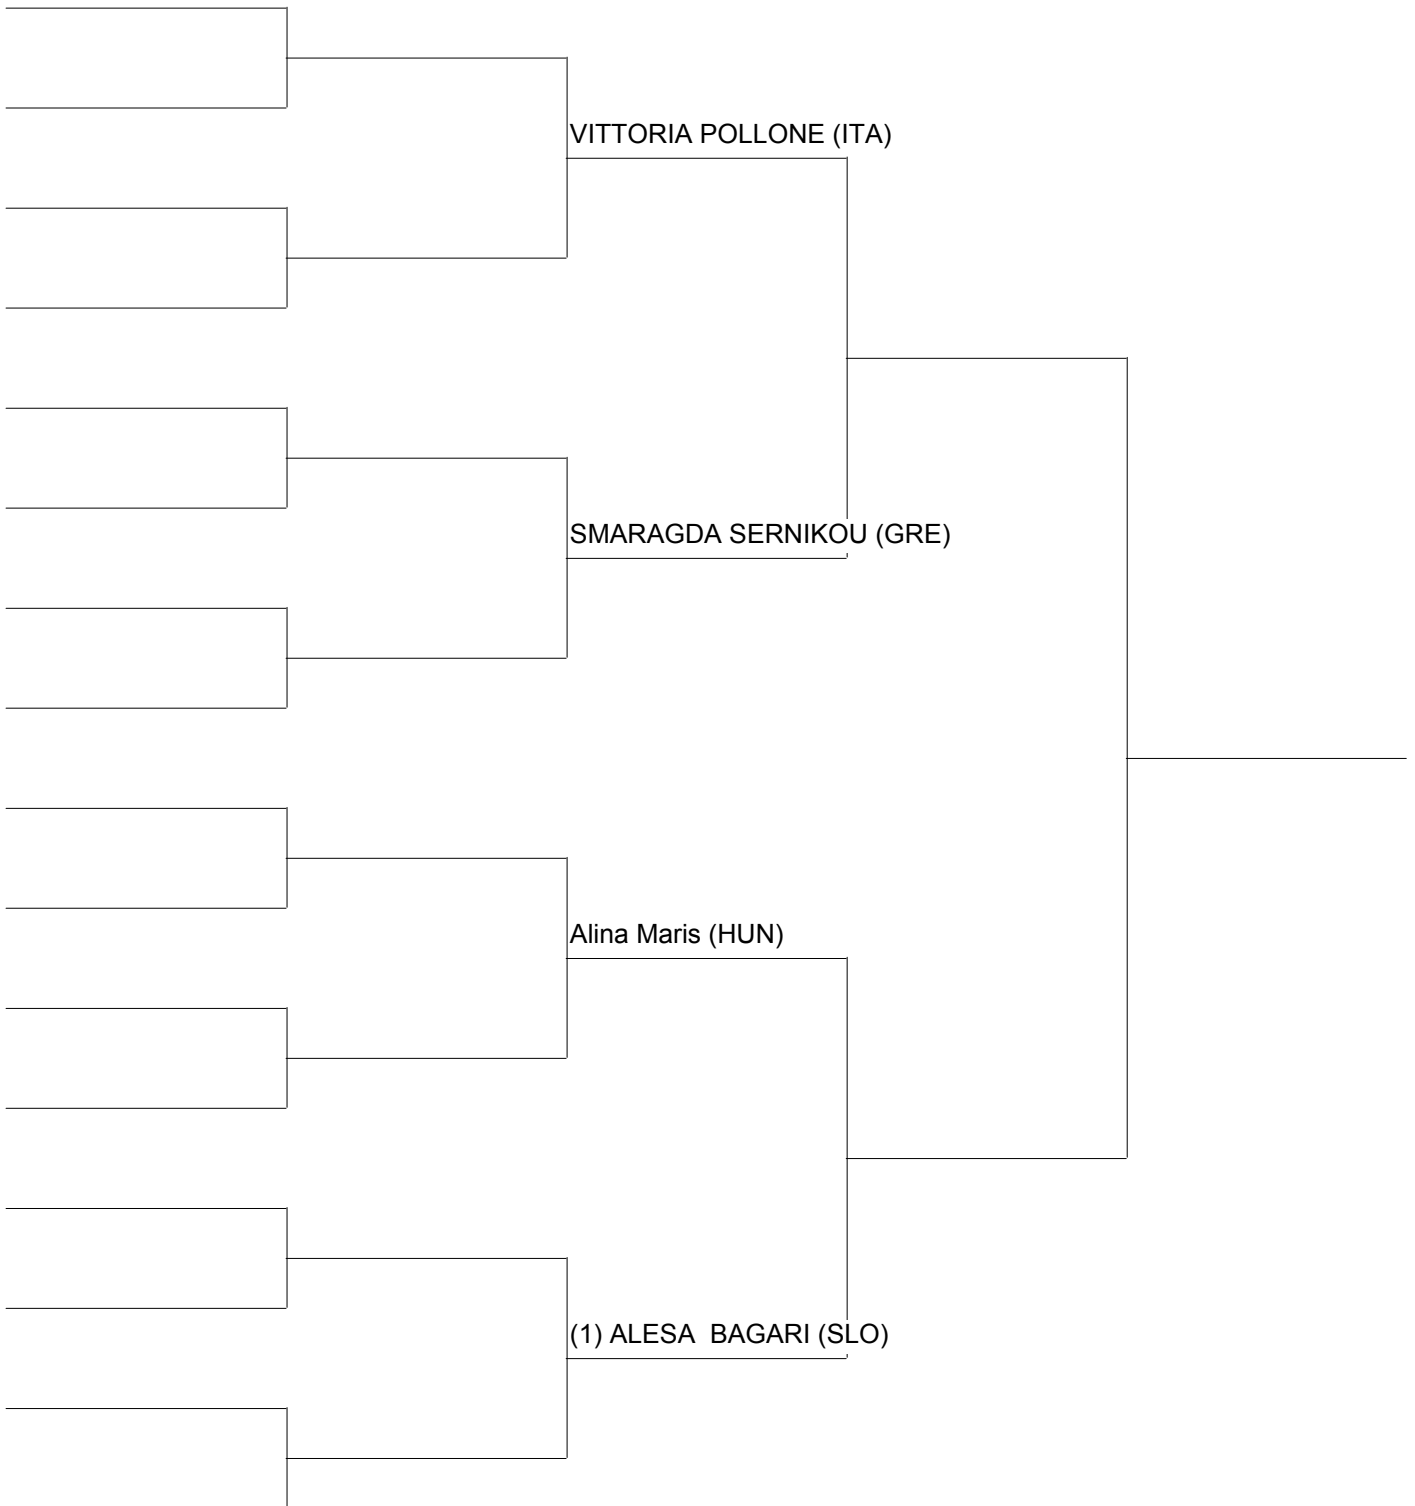 VITTORIA POLLONE (ITA)
SMARAGDA SERNIKOU (GRE)
Alina Maris (HUN)
(1) ALESA  BAGARI (SLO)